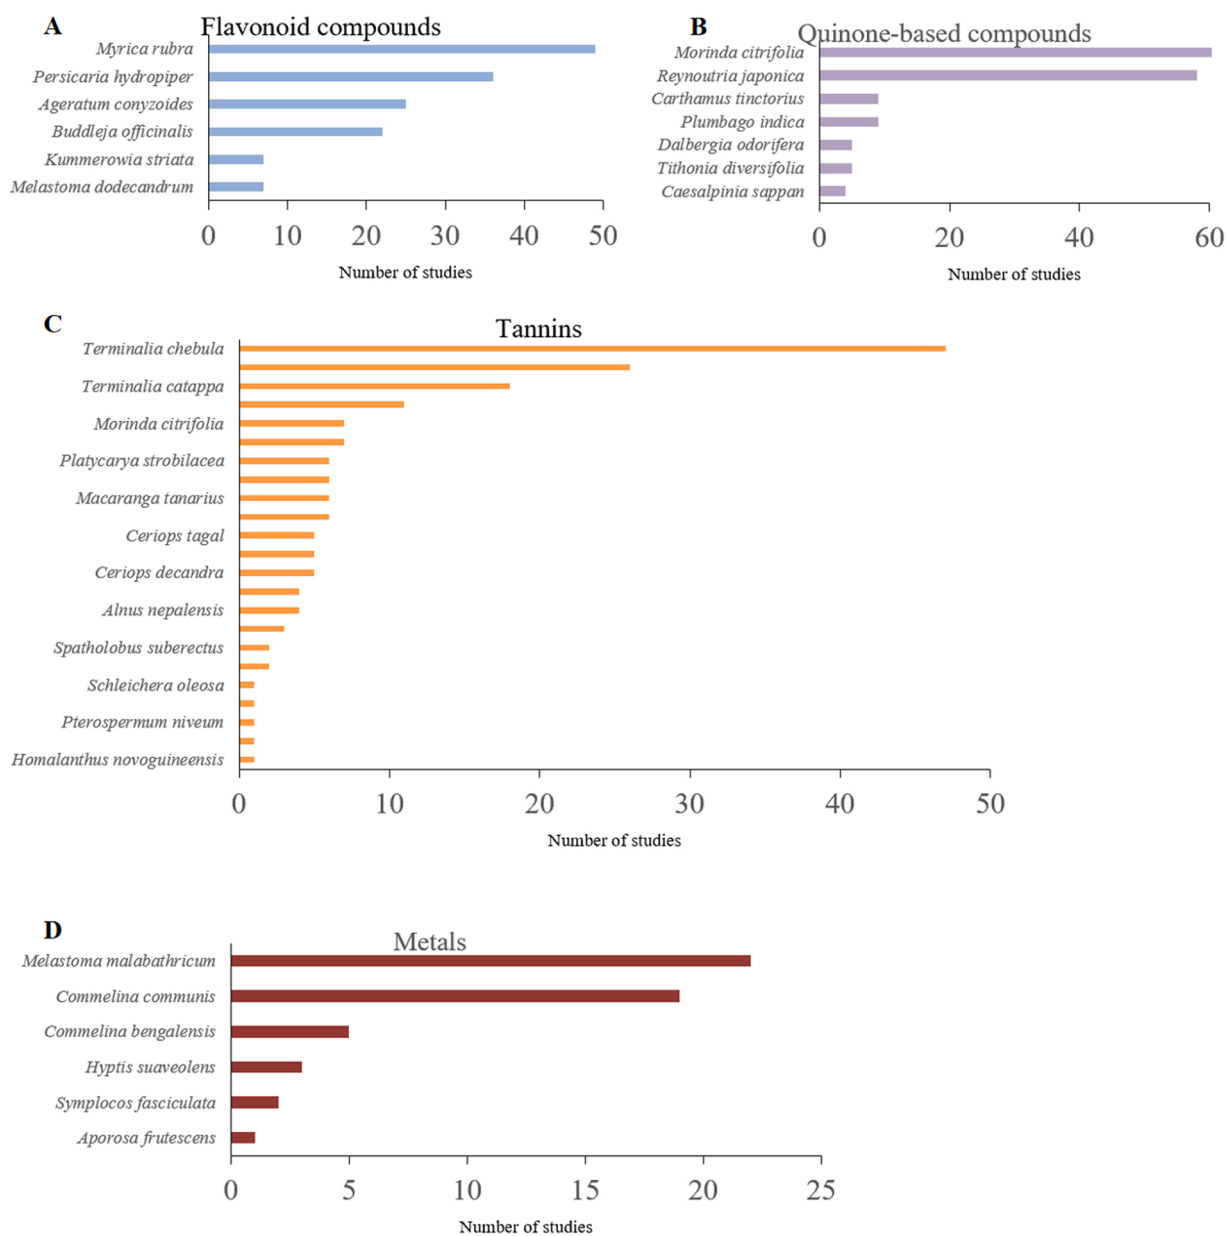 A
Flavonoid compounds
Myrica rubra
Persicaria hydropiper
Ageratum conyzoides
Buddleja officinalis
Kummerowia striata
Melastoma dodecandrum
0 10 20 30 40 50
Number of studies
B
Quinone-based compounds
Morinda citrifolia
Reynoutria japonica
Carthamus tinctorius
Plumbago indica
Dalbergia odorifera
Tithonia diversifolia
Caesalpinia sappan
0 20 40 60
Number of studies
C
Tannins
Terminalia chebula
Terminalia catappa
Morinda citrifolia
Platycarya strobilacea
Macaranga tanarius
Ceriops tagal
Ceriops decandra
Alnus nepalensis
Spatholobus suberectus
Schleichera oleosa
Pterospermum niveum
Homalanthus novoguineensis
0 10 20 30 40 50
Number of studies
D
Metals
Melastoma malabathricum
Commelina communis
Commelina bengalensis
Hyptis suaveolens
Symplocos fasciculata
Aporosa frutescens
0 5 10 15 20 25
Number of studies